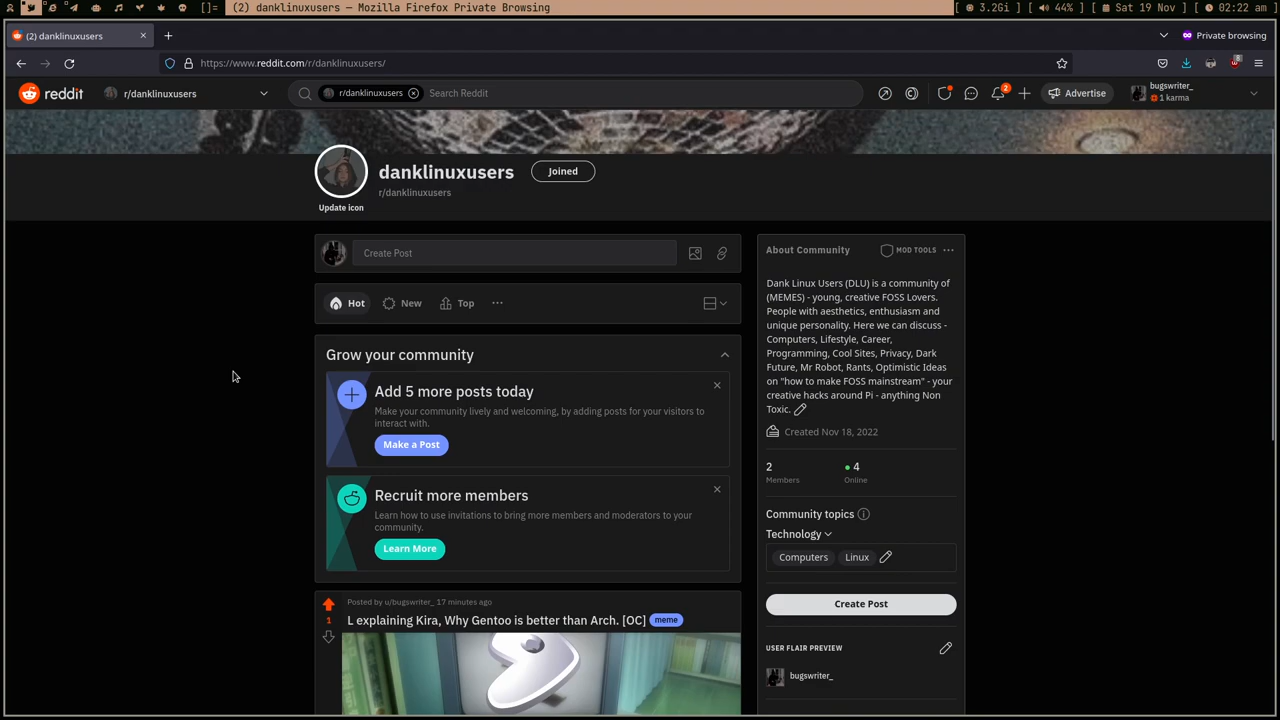 []= (2) danklinuxusers — Mozilla Firefox Private Browsing [ 3.2Gi ] [ 44% ] [ Sat 19 Nov ] [ 02:22 am ]
(2) danklinuxusers
Private browsing
https://www.reddit.com/r/danklinuxusers/
8
reddit r/danklinuxusers r/danklinuxusers Search Reddit 2 Advertise bugswriter_
1 karma
danklinuxusers Joined
r/danklinuxusers
Update icon
Create Post
Hot New Top
Grow your community
Add 5 more posts today
Make your community lively and welcoming, by adding posts for your visitors to
interact with.
Make a Post
Recruit more members
Learn how to use invitations to bring more members and moderators to your
community.
Learn More
Posted by u/bugswriter_ 17 minutes ago
1
L explaining Kira, Why Gentoo is better than Arch. [OC] meme
About Community MOD TOOLS
Dank Linux Users (DLU) is a community of
(MEMES) - young, creative FOSS Lovers.
People with aesthetics, enthusiasm and
unique personality. Here we can discuss -
Computers, Lifestyle, Career,
Programming, Cool Sites, Privacy, Dark
Future, Mr Robot, Rants, Optimistic Ideas
on "how to make FOSS mainstream" - your
creative hacks around Pi - anything Non
Toxic.
Created Nov 18, 2022
2 4
Members Online
Community topics
Technology
Computers Linux
Create Post
USER FLAIR PREVIEW
bugswriter_